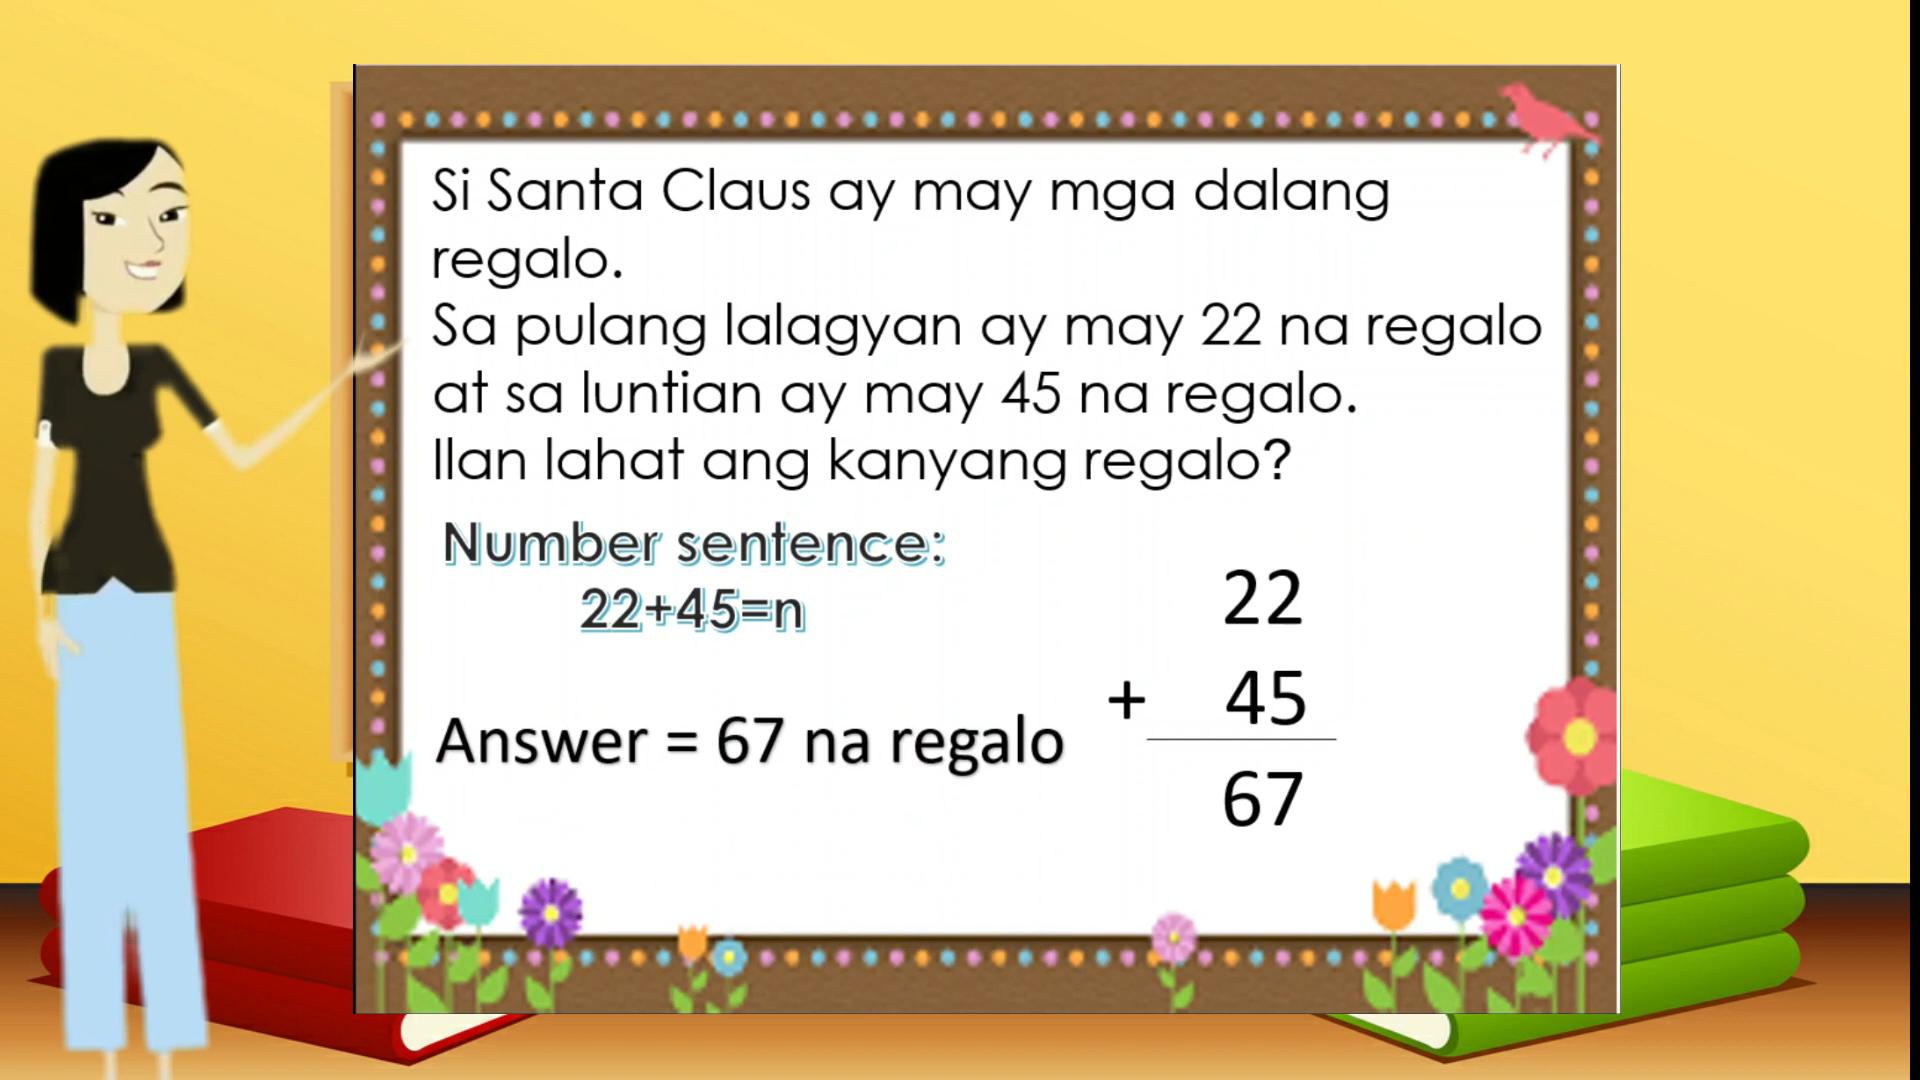 Si Santa Claus ay may mga dalang
regalo.
Sa pulang lalagyan ay may 22 na regalo
at sa luntian ay may 45 na regalo.
Ilan lahat ang kanyang regalo?
Number sentence:
22+45=n
Answer = 67 na regalo
22
+ 45
67